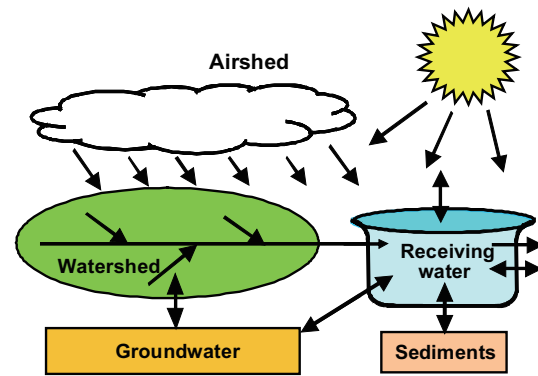 Airshed
Watershed
Receiving
water
Groundwater
Sediments